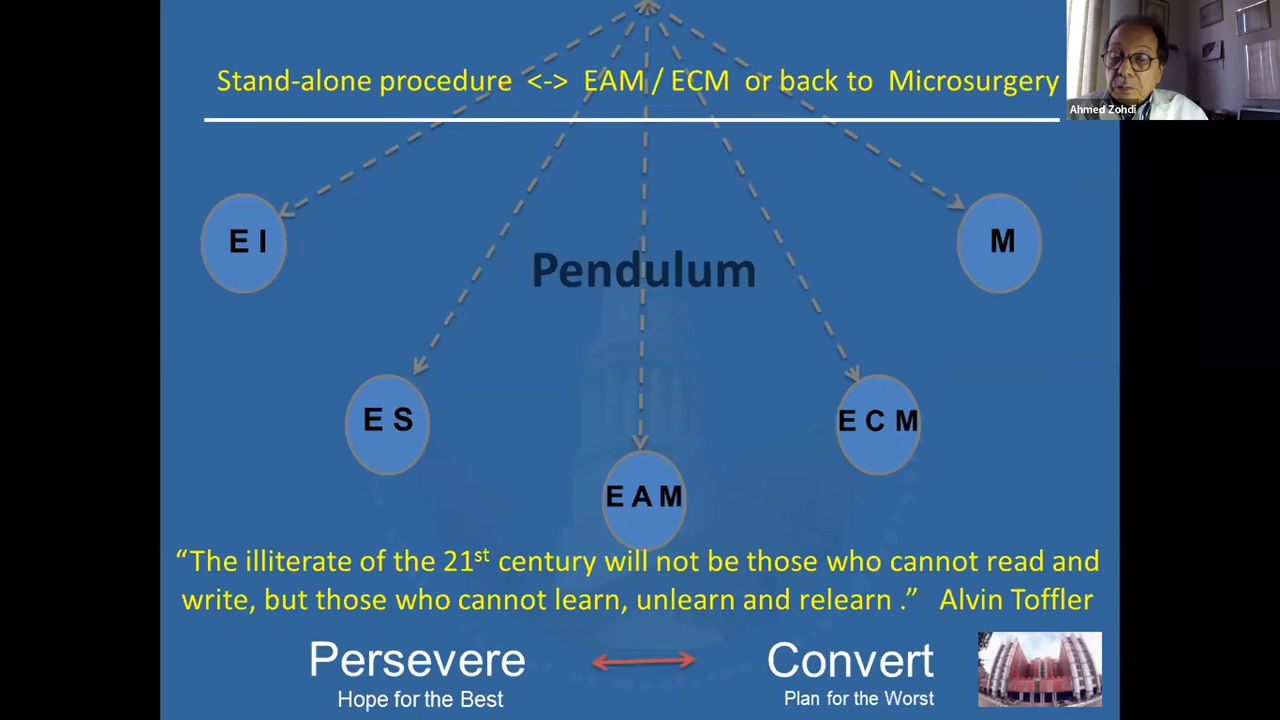 Stand-alone procedure <-> EAM / ECM or back to Microsurgery
Ahmed Zohdi
E I
M
Pendulum
E S
E C M
E A M
“The illiterate of the 21st century will not be those who cannot read and
write, but those who cannot learn, unlearn and relearn .” Alvin Toffler
Persevere
Convert
Hope for the Best
Plan for the Worst